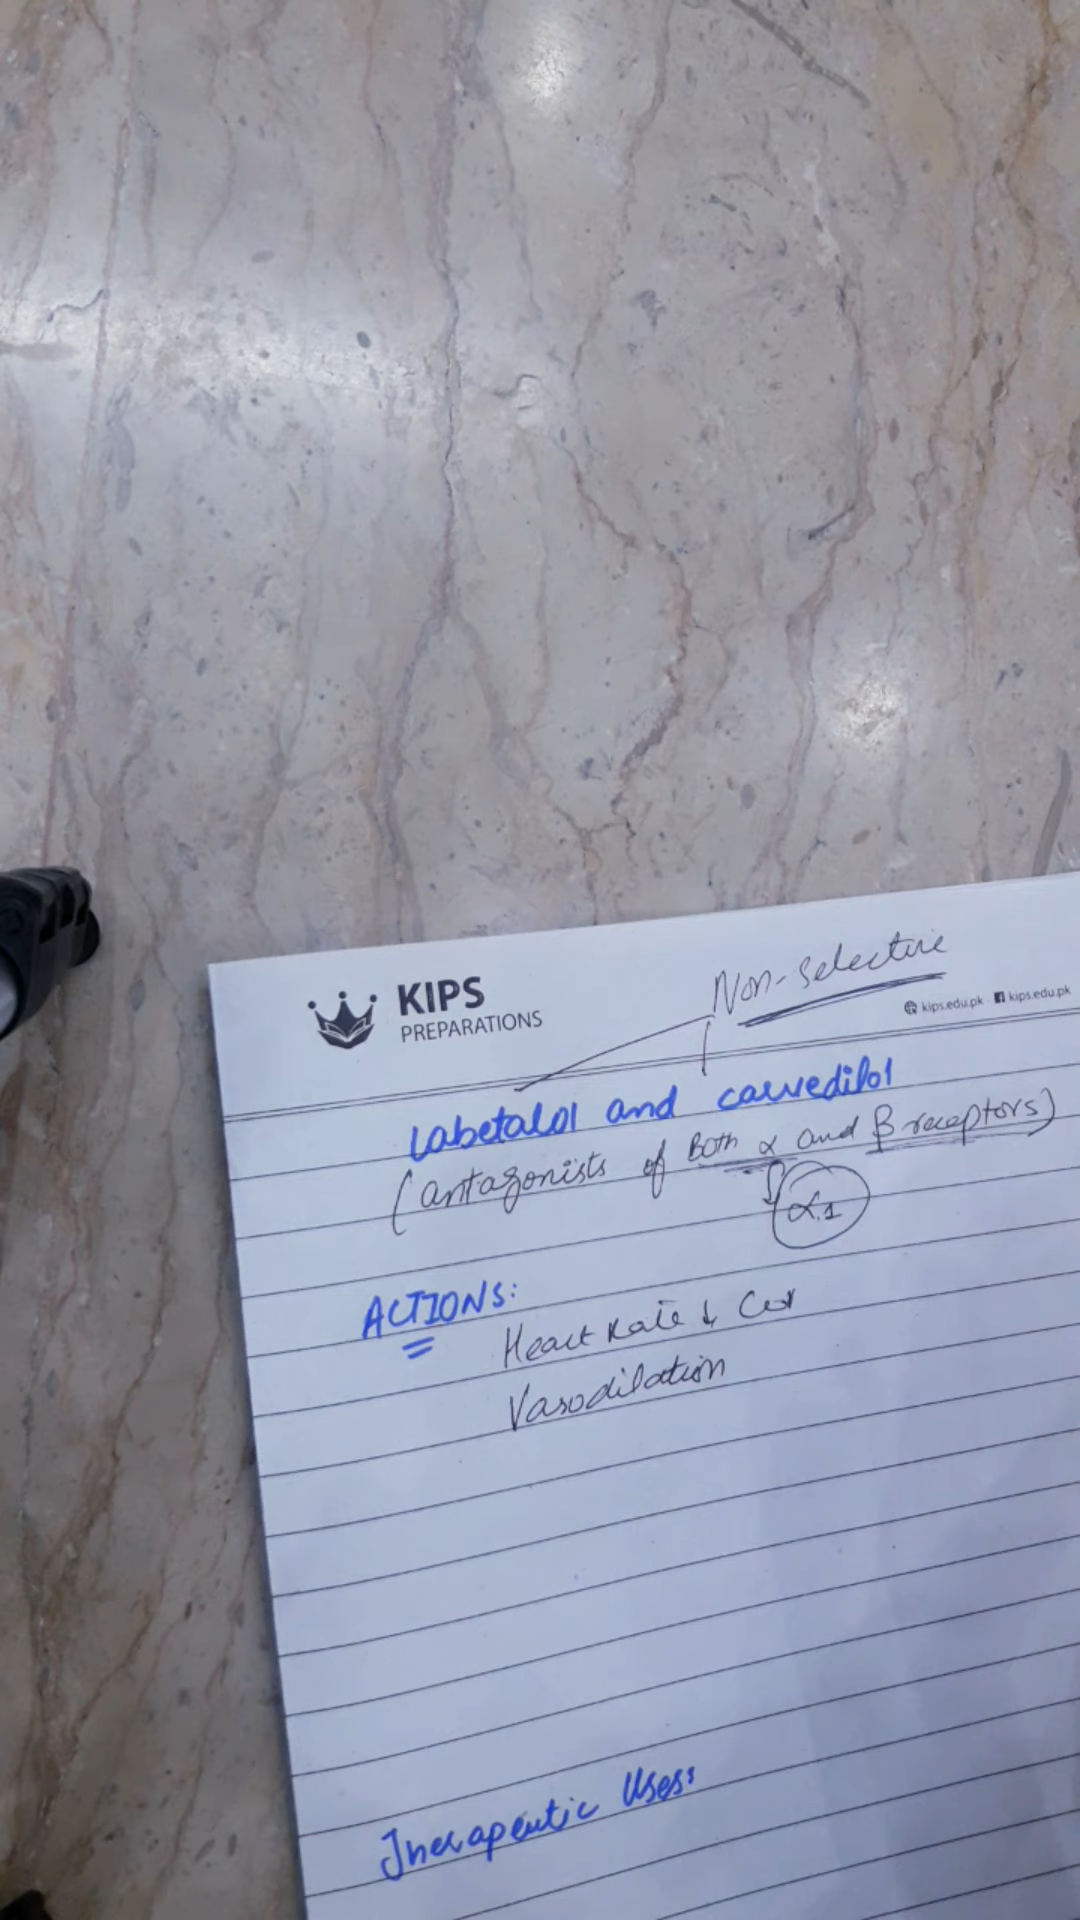 Non-selective
KIPS
PREPARATIONS
kips.edu.pk kips.edu.pk
Labetalol and carvedilol
(antagonists of Both α and β receptors)
α1
ACTIONS:
Heart Rate ↓
Vasodilation
Therapeutic Uses: